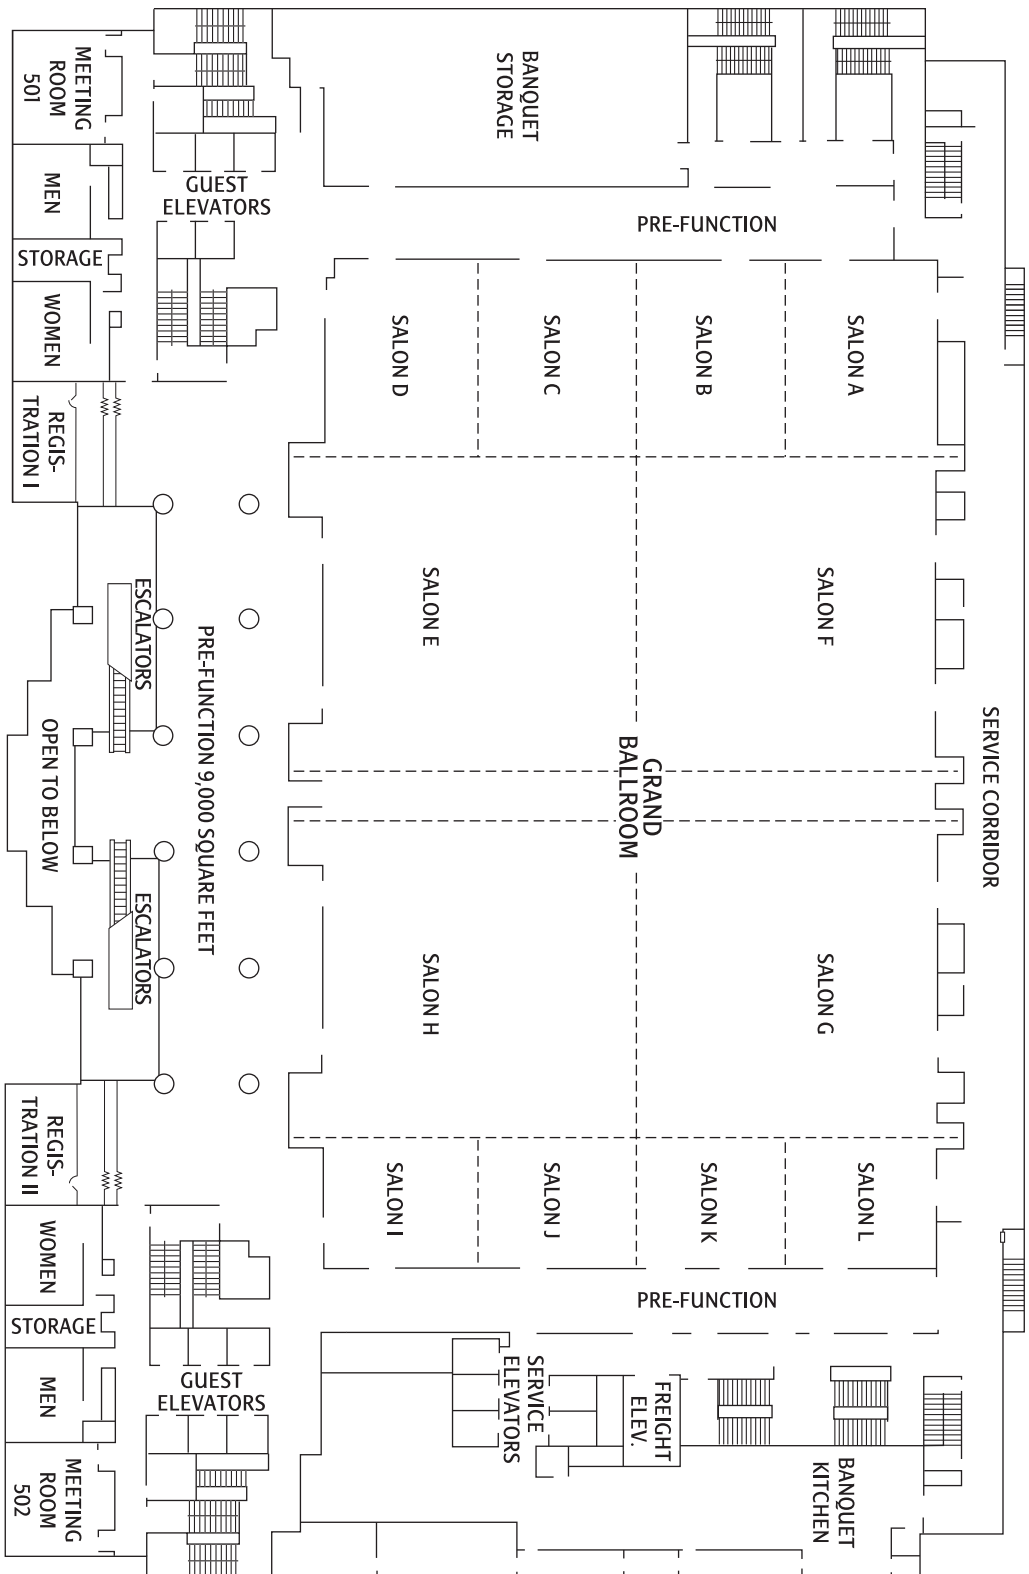 MEETING
ROOM
501
BANQUET
STORAGE
MEN
GUEST
ELEVATORS
PRE-FUNCTION
STORAGE
WOMEN
SALON D
SALON C
SALON B
SALON A
REGIS-
TRATION I
ESCALATORS
SALON E
SALON F
PRE-FUNCTION 9,000 SQUARE FEET
OPEN TO BELOW
GRAND
BALLROOM
SERVICE CORRIDOR
ESCALATORS
SALON H
SALON G
REGIS-
TRATION II
SALON I
SALON J
SALON K
SALON L
WOMEN
PRE-FUNCTION
STORAGE
MEN
GUEST
ELEVATORS
SERVICE
ELEVATORS
FREIGHT
ELEV.
MEETING
ROOM
502
BANQUET
KITCHEN